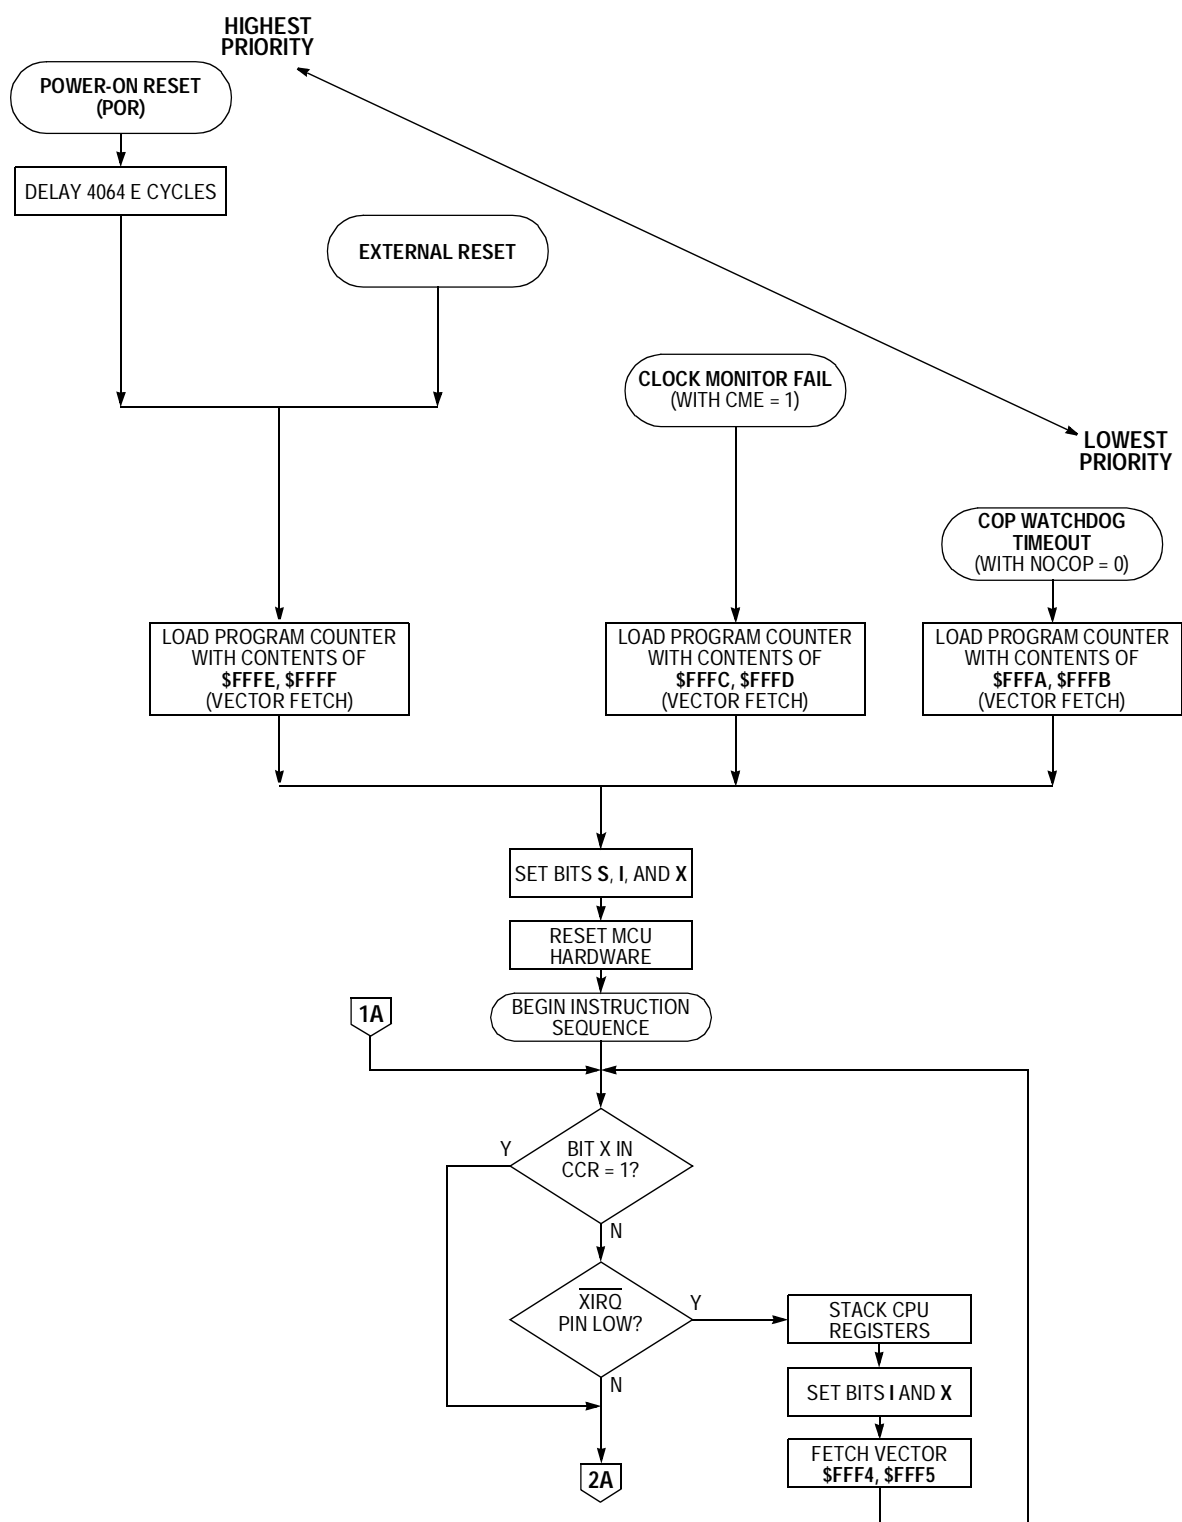 HIGHEST
PRIORITY
POWER-ON RESET
(POR)
DELAY 4064 E CYCLES
EXTERNAL RESET
CLOCK MONITOR FAIL
(WITH CME = 1)
LOWEST
PRIORITY
COP WATCHDOG
TIMEOUT
(WITH NOCOP = 0)
LOAD PROGRAM COUNTER
WITH CONTENTS OF
$FFFE, $FFFF
(VECTOR FETCH)
LOAD PROGRAM COUNTER
WITH CONTENTS OF
$FFFC, $FFFD
(VECTOR FETCH)
LOAD PROGRAM COUNTER
WITH CONTENTS OF
$FFFA, $FFFB
(VECTOR FETCH)
SET BITS S, I, AND X
RESET MCU
HARDWARE
BEGIN INSTRUCTION
SEQUENCE
1A
BIT X IN
CCR = 1?
Y
N
XIRQ
PIN LOW?
Y
N
STACK CPU
REGISTERS
SET BITS I AND X
FETCH VECTOR
$FFF4, $FFF5
2A